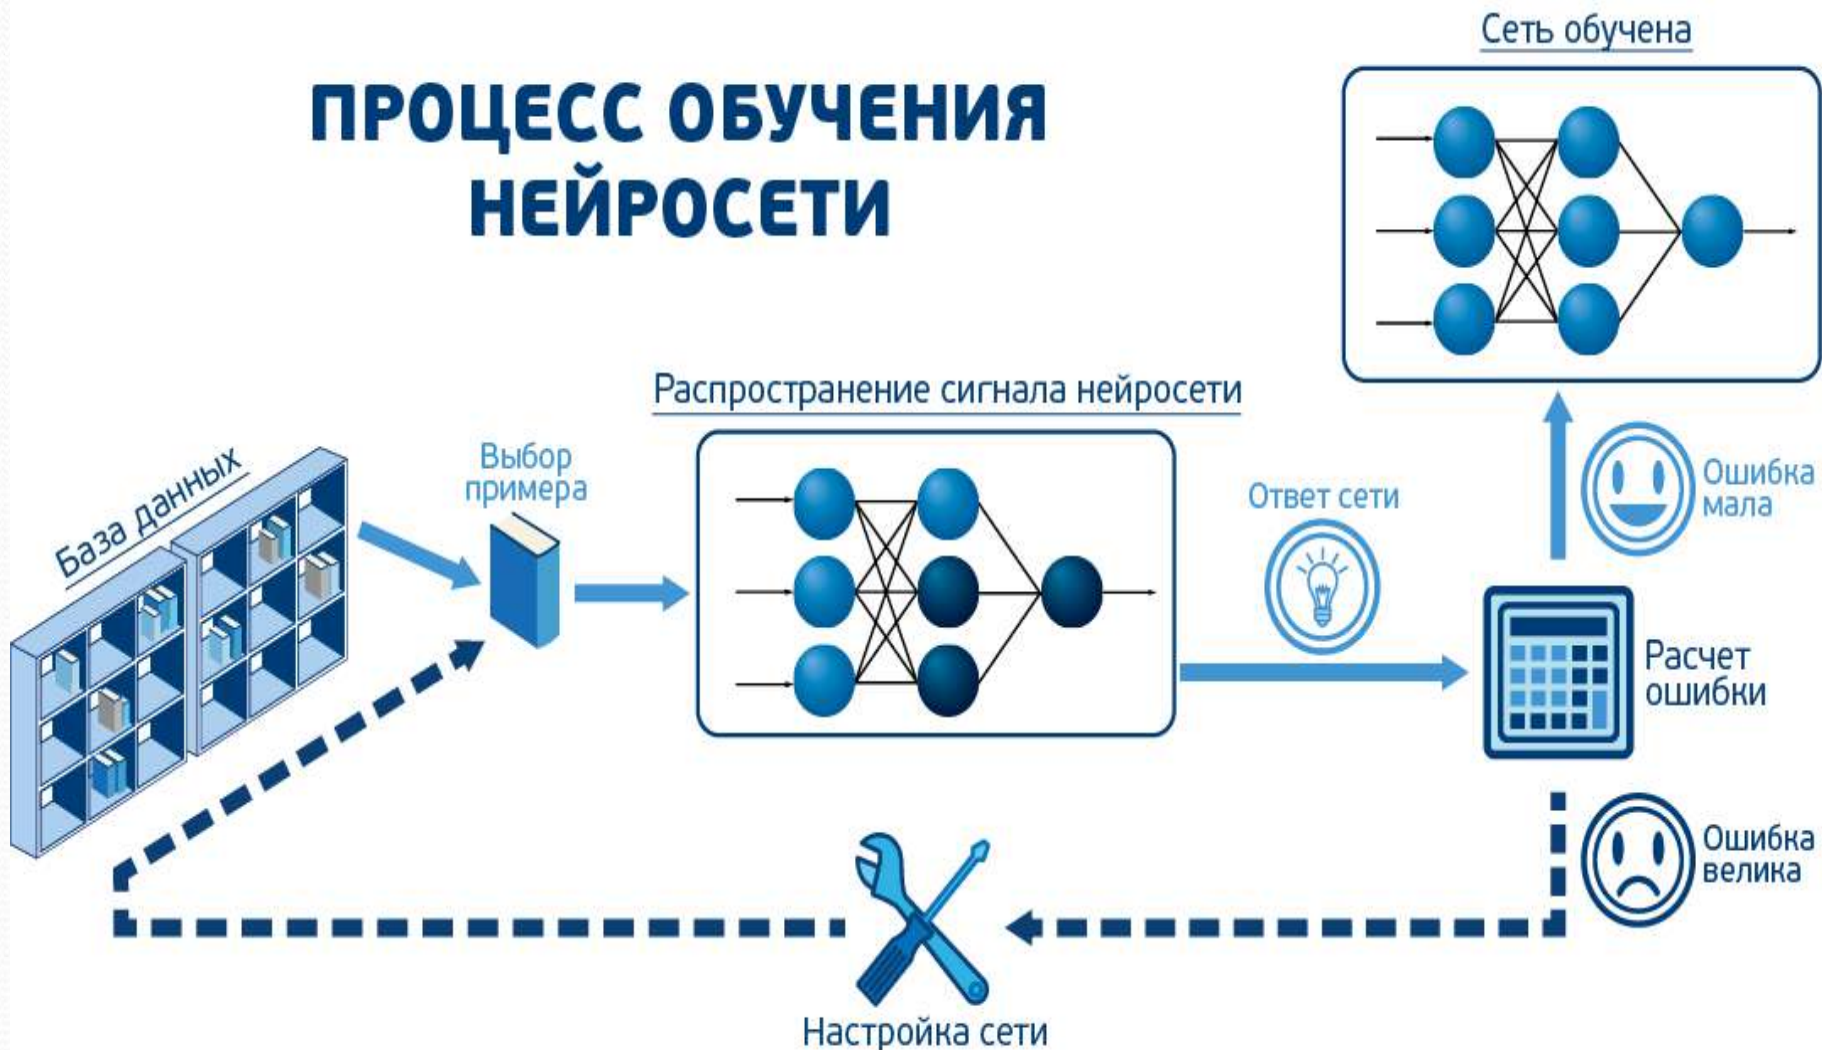 ПРОЦЕСС ОБУЧЕНИЯ
НЕЙРОСЕТИ
Сеть обучена
Распространение сигнала нейросети
База данных
Выбор
примера
Ответ сети
Ошибка
мала
Расчет
ошибки
Ошибка
велика
Настройка сети